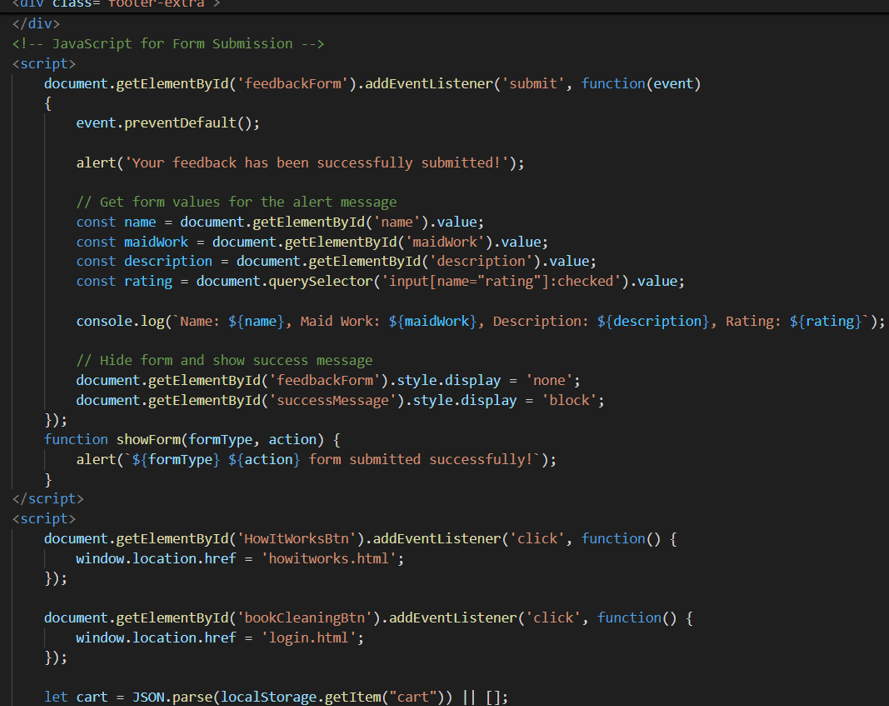 <div class="footer-extra">
</div>
<!-- JavaScript for Form Submission -->
<script>
document.getElementById('feedbackForm').addEventListener('submit', function(event)
{
event.preventDefault();
alert('Your feedback has been successfully submitted!');
// Get form values for the alert message
const name = document.getElementById('name').value;
const maidWork = document.getElementById('maidWork').value;
const description = document.getElementById('description').value;
const rating = document.querySelector('input[name="rating"]:checked').value;
console.log(`Name: ${name}, Maid Work: ${maidWork}, Description: ${description}, Rating: ${rating}`);
// Hide form and show success message
document.getElementById('feedbackForm').style.display = 'none';
document.getElementById('successMessage').style.display = 'block';
});
function showForm(formType, action) {
alert(`${formType} ${action} form submitted successfully!`);
}
</script>
<script>
document.getElementById('HowItWorksBtn').addEventListener('click', function() {
window.location.href = 'howitworks.html';
});
document.getElementById('bookCleaningBtn').addEventListener('click', function() {
window.location.href = 'login.html';
});
let cart = JSON.parse(localStorage.getItem("cart")) || [];